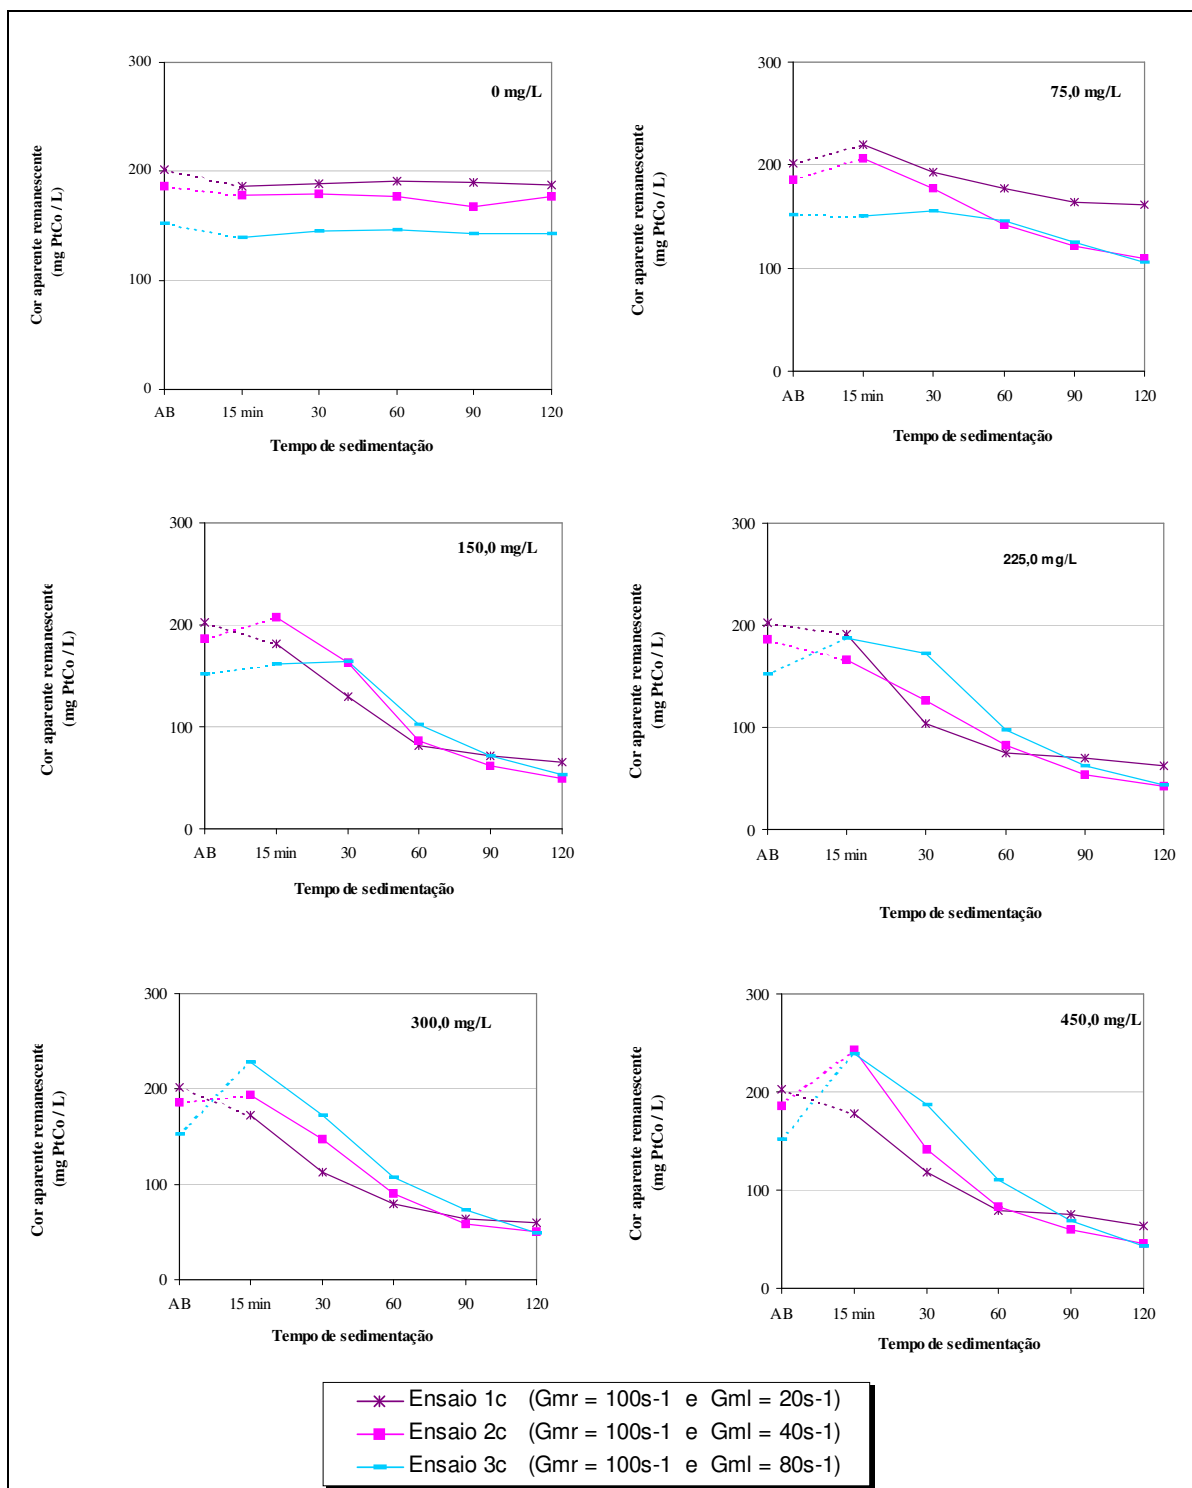 300
200
100
0
0 mg/L
Cor aparente remanescente
(mg PtCo / L)
AB 15 min 30 60 90 120
Tempo de sedimentação
300
200
100
0
75,0 mg/L
Cor aparente remanescente
(mg PtCo / L)
AB 15 min 30 60 90 120
Tempo de sedimentação
300
200
100
0
150,0 mg/L
Cor aparente remanescente
(mg PtCo / L)
AB 15 min 30 60 90 120
Tempo de sedimentação
300
200
100
0
225,0 mg/L
Cor aparente remanescente
(mg PtCo / L)
AB 15 min 30 60 90 120
Tempo de sedimentação
300
200
100
0
300,0 mg/L
Cor aparente remanescente
(mg PtCo / L)
AB 15 min 30 60 90 120
Tempo de sedimentação
300
200
100
0
450,0 mg/L
Cor aparente remanescente
(mg PtCo / L)
AB 15 min 30 60 90 120
Tempo de sedimentação
Ensaio 1c (Gmr = 100s-1 e Gml = 20s-1)
Ensaio 2c (Gmr = 100s-1 e Gml = 40s-1)
Ensaio 3c (Gmr = 100s-1 e Gml = 80s-1)